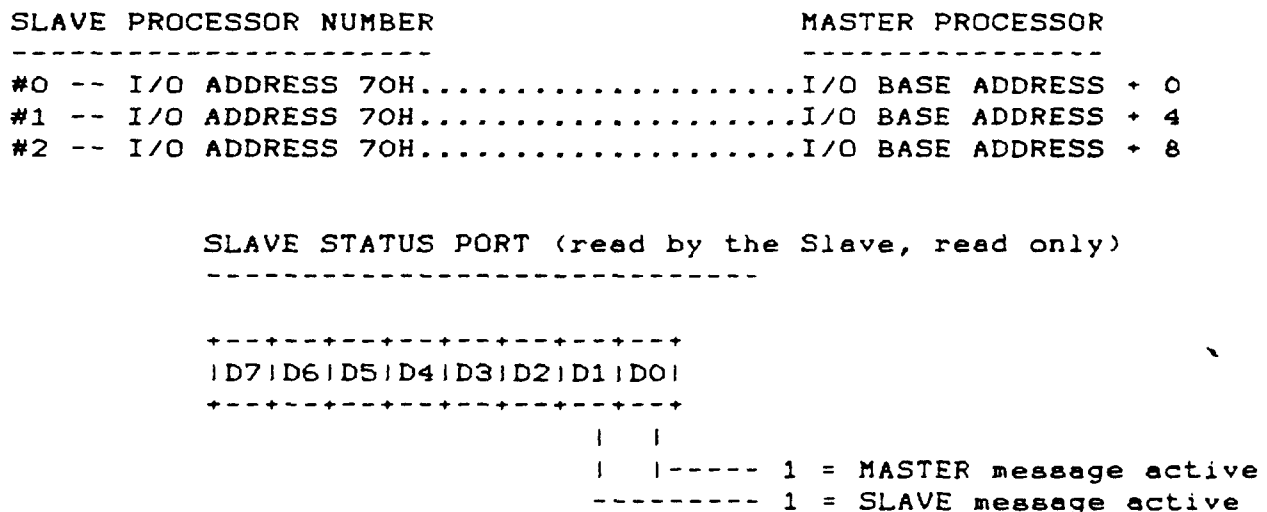 SLAVE PROCESSOR NUMBER                    MASTER PROCESSOR
----------------------                    ----------------
#0 -- I/O ADDRESS 70H.....................I/O BASE ADDRESS + 0
#1 -- I/O ADDRESS 70H.....................I/O BASE ADDRESS + 4
#2 -- I/O ADDRESS 70H.....................I/O BASE ADDRESS + 8
SLAVE STATUS PORT (read by the Slave, read only)
-----------------------------
+--+--+--+--+--+--+--+--+
|D7|D6|D5|D4|D3|D2|D1|D0|
+--+--+--+--+--+--+--+--+
|  |
|  |----- 1 = MASTER message active
--------- 1 = SLAVE message active